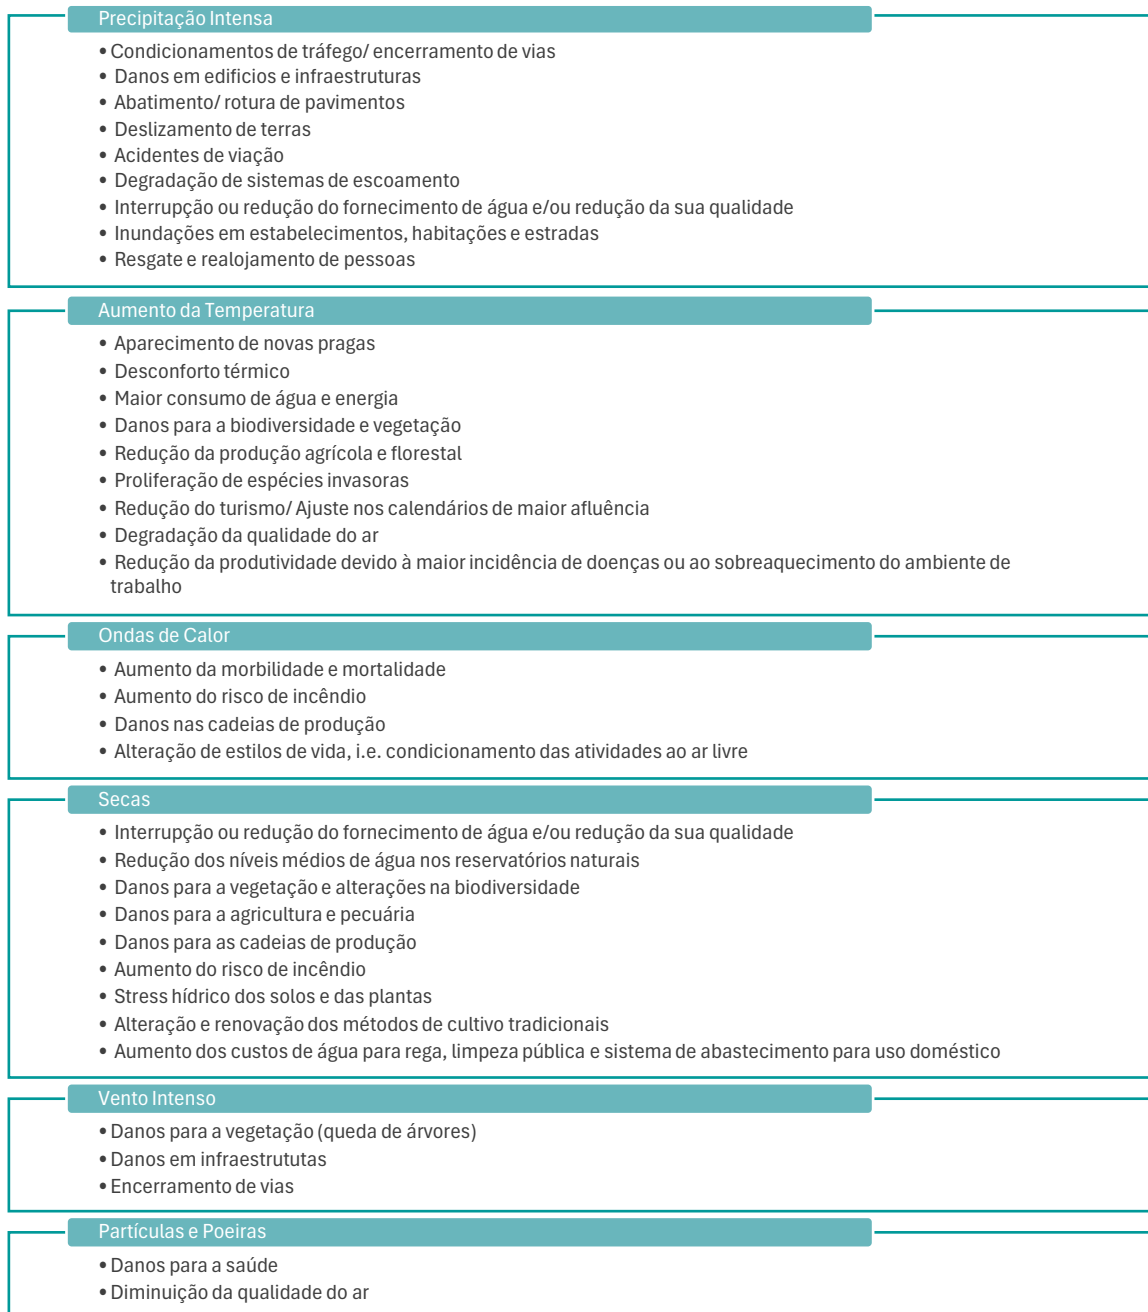 Precipitação Intensa
• Condicionamentos de tráfego/ encerramento de vias
• Danos em edificios e infraestruturas
• Abatimento/ rotura de pavimentos
• Deslizamento de terras
• Acidentes de viação
• Degradação de sistemas de escoamento
• Interrupção ou redução do fornecimento de água e/ou redução da sua qualidade
• Inundações em estabelecimentos, habitações e estradas
• Resgate e realojamento de pessoas
Aumento da Temperatura
• Aparecimento de novas pragas
• Desconforto térmico
• Maior consumo de água e energia
• Danos para a biodiversidade e vegetação
• Redução da produção agrícola e florestal
• Proliferação de espécies invasoras
• Redução do turismo/ Ajuste nos calendários de maior afluência
• Degradação da qualidade do ar
• Redução da produtividade devido à maior incidência de doenças ou ao sobreaquecimento do ambiente de
trabalho
Ondas de Calor
• Aumento da morbilidade e mortalidade
• Aumento do risco de incêndio
• Danos nas cadeias de produção
• Alteração de estilos de vida, i.e. condicionamento das atividades ao ar livre
Secas
• Interrupção ou redução do fornecimento de água e/ou redução da sua qualidade
• Redução dos níveis médios de água nos reservatórios naturais
• Danos para a vegetação e alterações na biodiversidade
• Danos para a agricultura e pecuária
• Danos para as cadeias de produção
• Aumento do risco de incêndio
• Stress hídrico dos solos e das plantas
• Alteração e renovação dos métodos de cultivo tradicionais
• Aumento dos custos de água para rega, limpeza pública e sistema de abastecimento para uso doméstico
Vento Intenso
• Danos para a vegetação (queda de árvores)
• Danos em infraestrututas
• Encerramento de vias
Partículas e Poeiras
• Danos para a saúde
• Diminuição da qualidade do ar